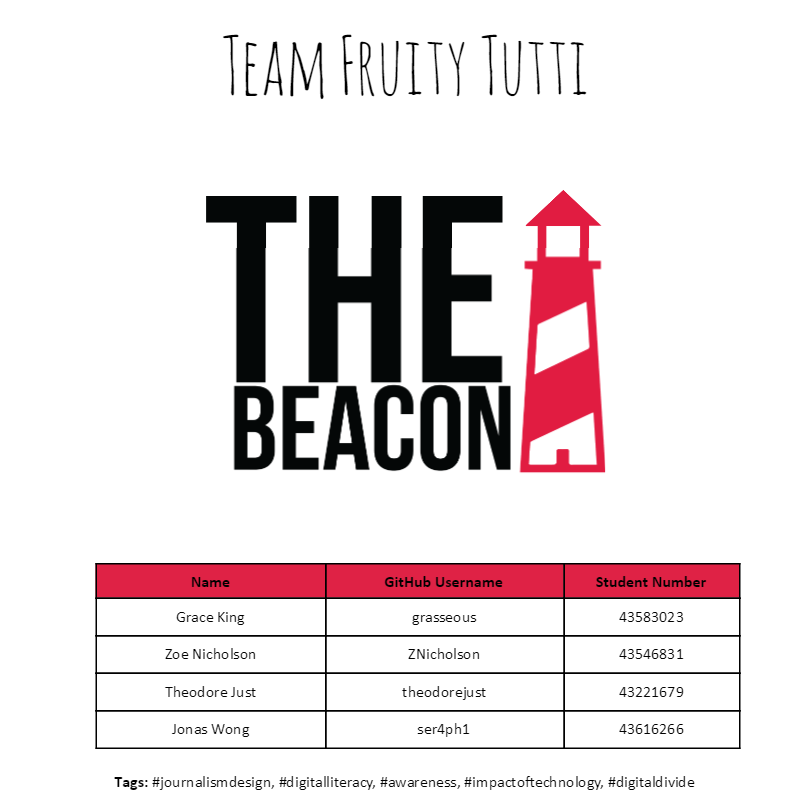 Team Fruity Tutti
THE
BEACON
Name GitHub Username Student Number
Grace King grasseous 43583023
Zoe Nicholson ZNicholson 43546831
Theodore Just theodorejust 43221679
Jonas Wong ser4ph1 43616266
Tags: #journalismdesign, #digitalliteracy, #awareness, #impactoftechnology, #digitaldivide